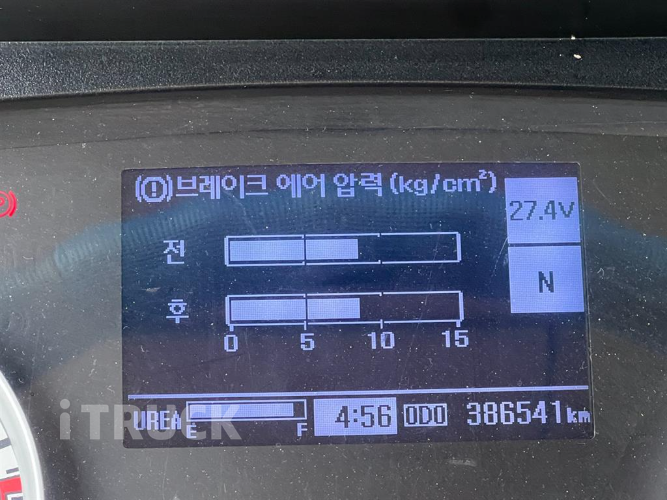 (!)브레이크 에어 압력 (kg/cm²)
27.4V
전
N
후
0 5 10 15
UREA E F 4:56 ODO 386541km
iTRUCK